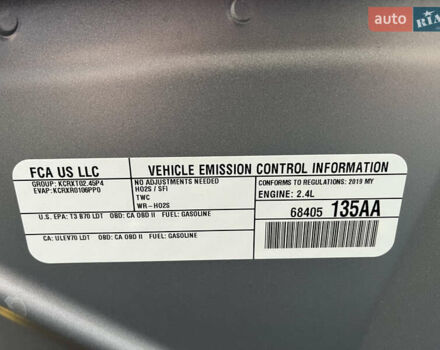 auto RIA
FCA US LLC
VEHICLE EMISSION CONTROL INFORMATION
GROUP: KCRXT02.45P4
EVAP: KCRXR0106PP0
NO ADJUSTMENTS NEEDED
HO2S / SFI
TWC
WR-HO2S
CONFORMS TO REGULATIONS: 2019 MY
ENGINE: 2.4L
68405 135AA
U.S. EPA: T3 B70 LDT OBD: CA OBD II FUEL: GASOLINE
CA: ULEV70 LDT OBD: CA OBD II FUEL: GASOLINE